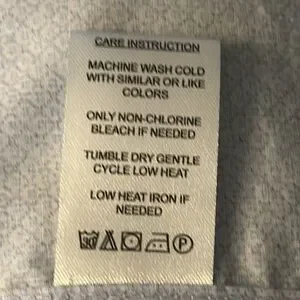 CARE INSTRUCTION
MACHINE WASH COLD
WITH SIMILAR OR LIKE
COLORS
ONLY NON-CHLORINE
BLEACH IF NEEDED
TUMBLE DRY GENTLE
CYCLE LOW HEAT
LOW HEAT IRON IF
NEEDED
P